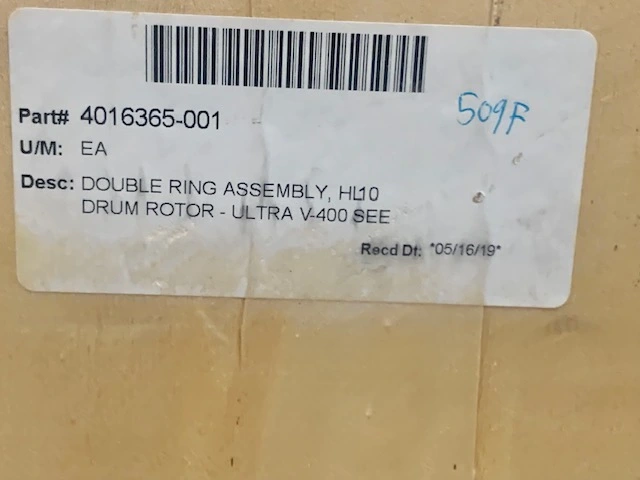 Part# 4016365-001
509F
U/M: EA
Desc: DOUBLE RING ASSEMBLY, HL10
DRUM ROTOR - ULTRA V-400 SEE
Recd Dt: *05/16/19*